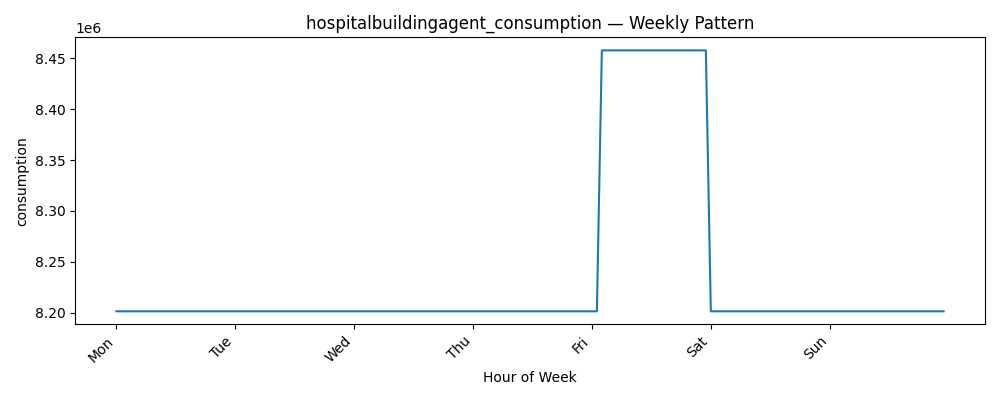 hospitalbuildingagent_consumption — Weekly Pattern
1e6
8.45
8.40
8.35
8.30
8.25
8.20
consumption
Mon
Tue
Wed
Thu
Fri
Sat
Sun
Hour of Week